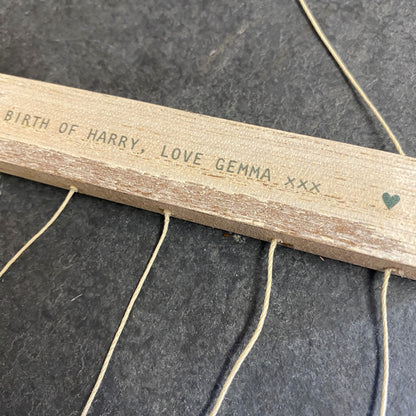 BIRTH OF HARRY, LOVE GEMMA xxx